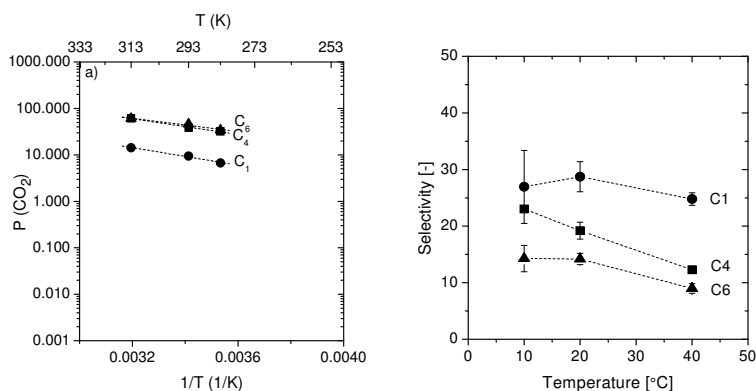 T (K)
333 313 293 273 253
1000.000
100.000
10.000
1.000
0.100
0.010
0.001
a)
P (CO2)
C6
C4
C1
0.0032 0.0036 0.0040
1/T (1/K)
50
40
30
20
10
0
Selectivity [-]
C1
C4
C6
0 10 20 30 40 50
Temperature [°C]